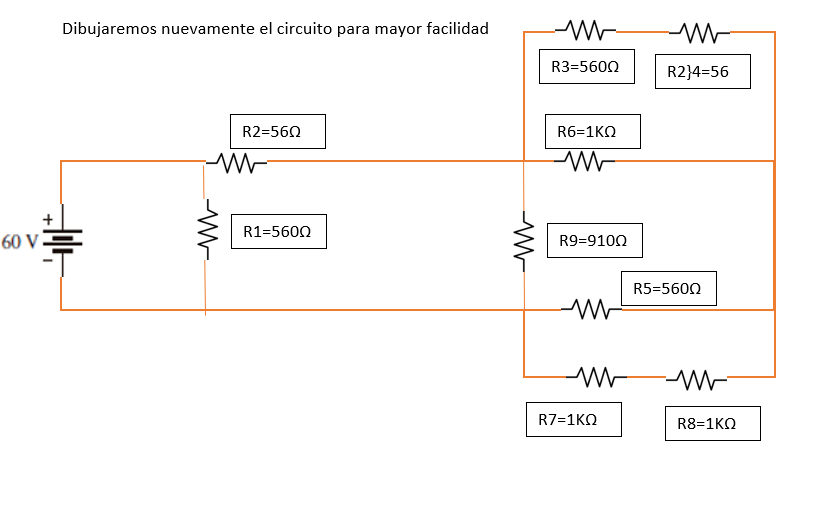 Dibujaremos nuevamente el circuito para mayor facilidad
R3=560Ω
R2}4=56
R2=56Ω
R6=1KΩ
+
60 V
−
R1=560Ω
R9=910Ω
R5=560Ω
R7=1KΩ
R8=1KΩ